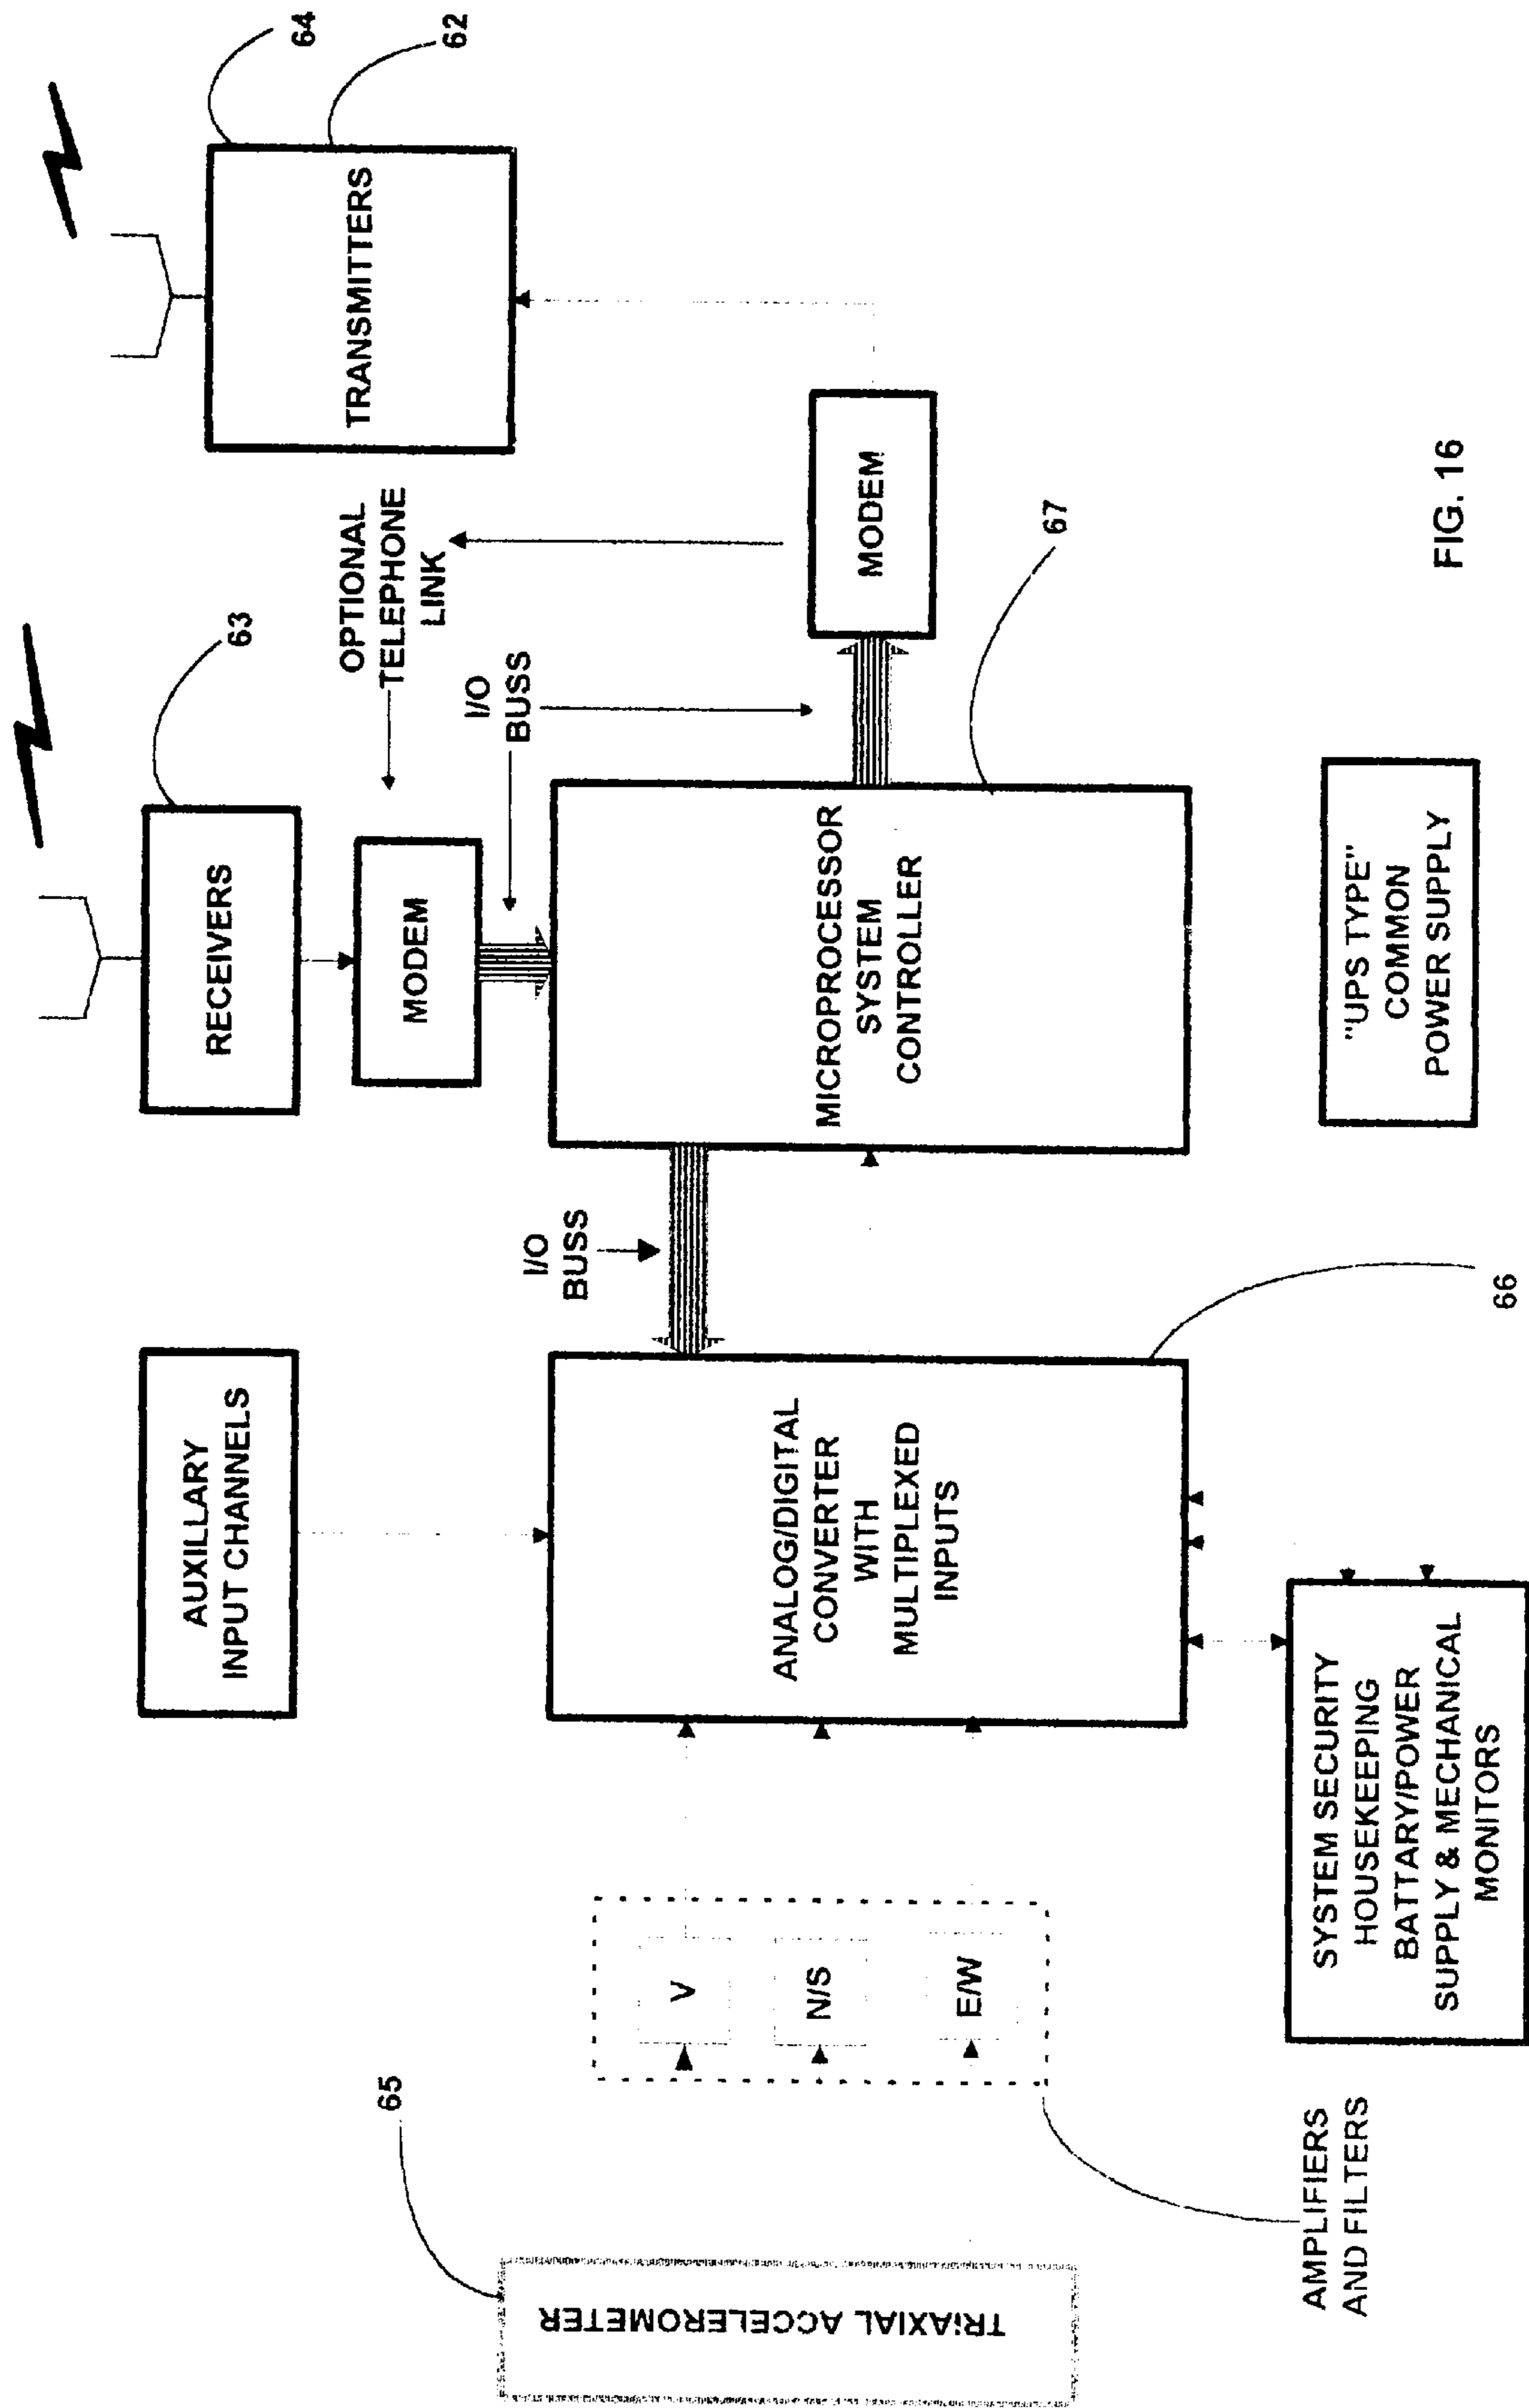 64
62
TRANSMITTERS
63
RECEIVERS
OPTIONAL
TELEPHONE
LINK
MODEM
I/O
BUSS
MODEM
67
MICROPROCESSOR
SYSTEM
CONTROLLER
"UPS TYPE"
COMMON
POWER SUPPLY
I/O
BUSS
AUXILLARY
INPUT CHANNELS
ANALOG/DIGITAL
CONVERTER
WITH
MULTIPLEXED
INPUTS
66
SYSTEM SECURITY
HOUSEKEEPING
BATTARY/POWER
SUPPLY & MECHANICAL
MONITORS
V
N/S
E/W
AMPLIFIERS
AND FILTERS
65
TRIAXIAL ACCELEROMETER
FIG. 16